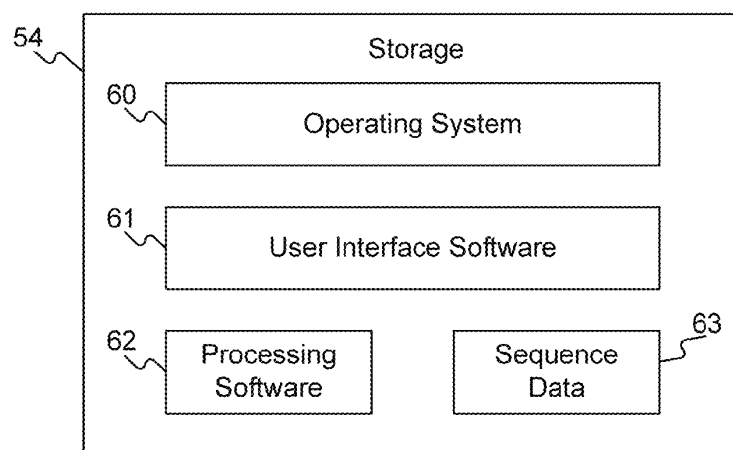 54
Storage
60
Operating System
61
User Interface Software
62
Processing
Software
63
Sequence
Data